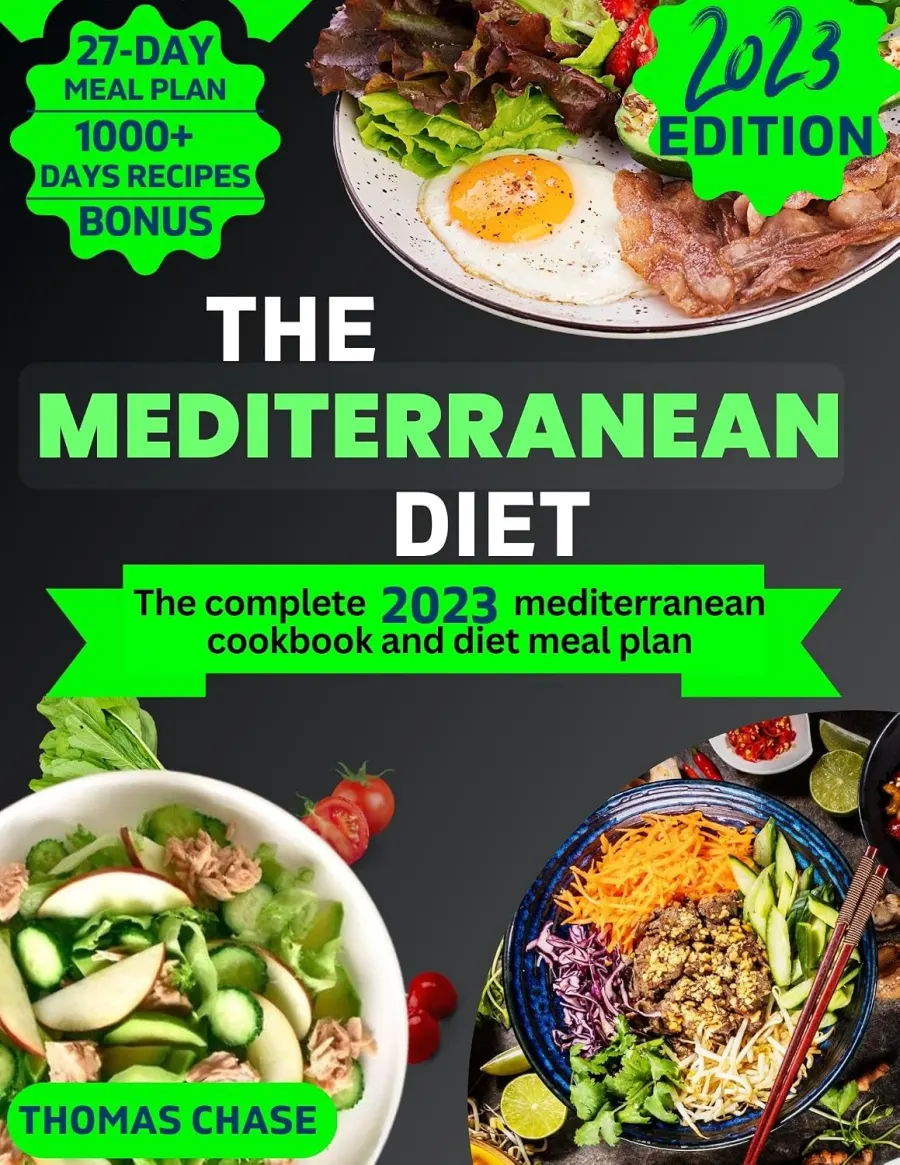 27-DAY
MEAL PLAN
1000+
DAYS RECIPES
BONUS
2023
EDITION
THE
MEDITERRANEAN
DIET
The complete 2023 mediterranean
cookbook and diet meal plan
THOMAS CHASE